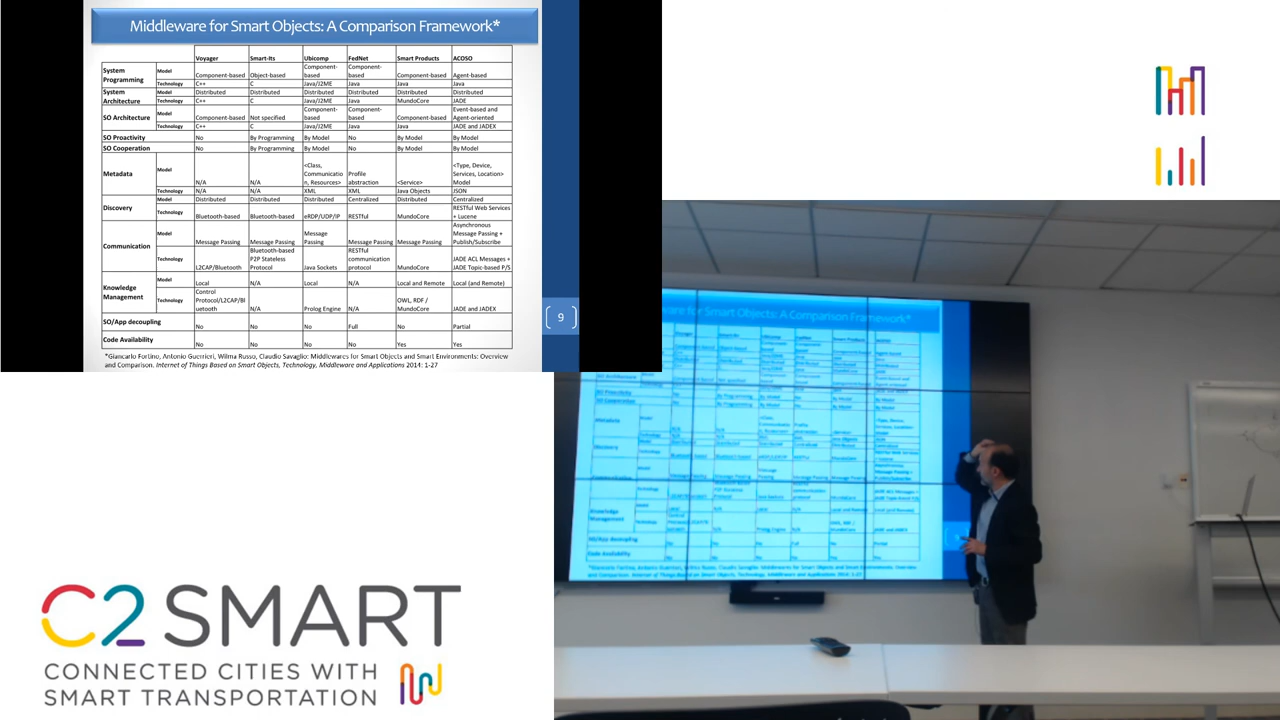 Middleware for Smart Objects: A Comparison Framework*
Voyager Smart-Its Ubicomp FedNet Smart Products ACOSO
System Programming Model Component-based Object-based Component-based Component-based Component-based Agent-based
Technology C++ C Java/J2ME Java Java Java
System Architecture Model Distributed Distributed Distributed Distributed Distributed Distributed
Technology C++ C Java/J2ME Java MundoCore JADE
SO Architecture Model Component-based Not specified Component-based Component-based Component-based Event-based and Agent-oriented
Technology C++ C Java/J2ME Java Java JADE and JADEX
SO Proactivity No By Programming By Model No By Model By Model
SO Cooperation No By Programming By Model No By Model By Model
Metadata Model N/A N/A <Class, Communication, Resources> Profile abstraction <Service> <Type, Device, Services, Location> Model
Technology N/A N/A XML XML Java Objects JSON
Discovery Model Distributed Distributed Distributed Centralized Distributed Centralized
Technology Bluetooth-based Bluetooth-based eRDP/UDP/IP RESTful MundoCore RESTful Web Services + Lucene
Communication Model Message Passing Message Passing Message Passing Message Passing Message Passing Asynchronous Message Passing + Publish/Subscribe
Technology L2CAP/Bluetooth Bluetooth-based P2P Stateless Protocol Java Sockets RESTful communication protocol MundoCore JADE ACL Messages + JADE Topic-based P/S
Knowledge Management Model Local N/A Local N/A Local and Remote Local (and Remote)
Technology Control Protocol/L2CAP/Bluetooth N/A Prolog Engine N/A OWL, RDF / MundoCore JADE and JADEX
SO/App decoupling No No No Full No Partial
Code Availability No No No No Yes Yes
*Giancarlo Fortino, Antonio Guerrieri, Wilma Russo, Claudio Savaglio: Middlewares for Smart Objects and Smart Environments: Overview
and Comparison. Internet of Things Based on Smart Objects, Technology, Middleware and Applications 2014: 1-27
9
C2 SMART
CONNECTED CITIES WITH
SMART TRANSPORTATION